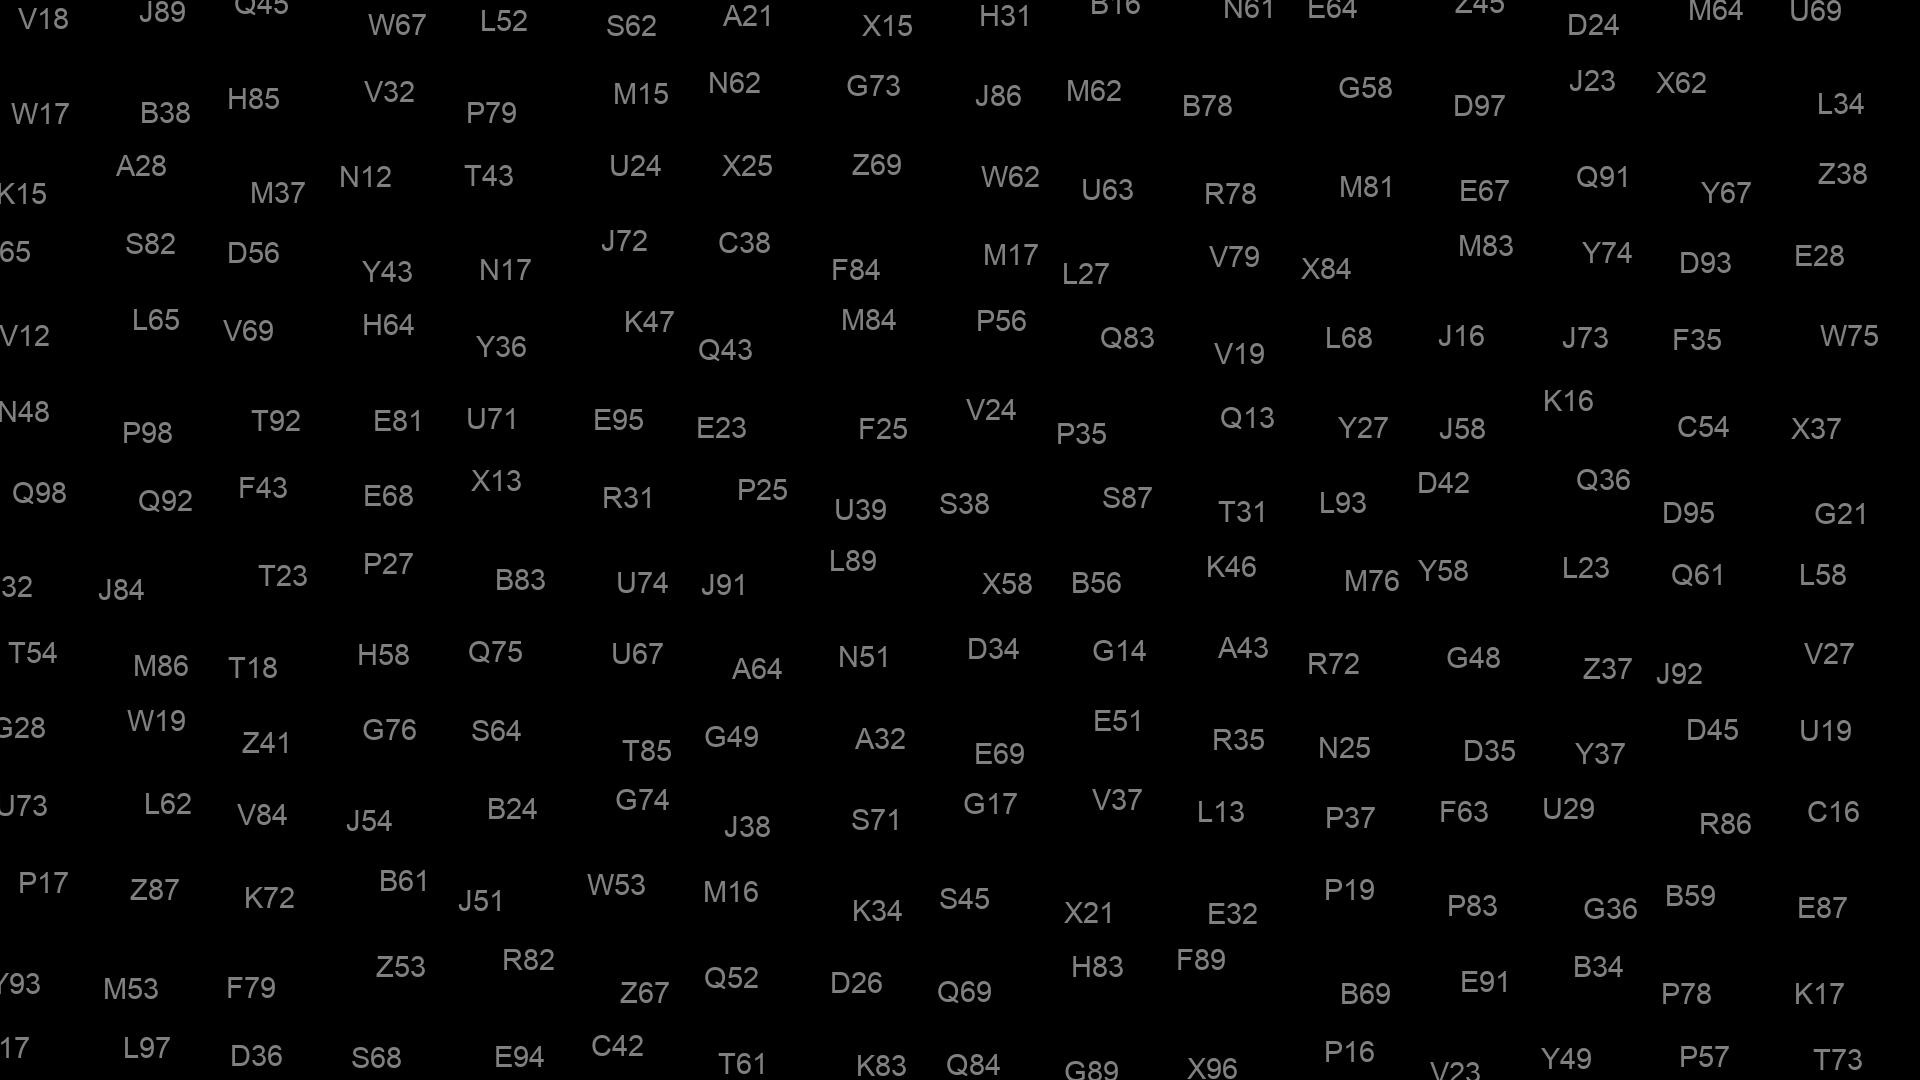 V18 J89 Q45 W67 L52 S62 A21 X15 H31 B16 N61 E64 Z45 D24 M64 U69
W17 B38 H85 V32 P79 M15 N62 G73 J86 M62 B78 G58 D97 J23 X62 L34
K15 A28 M37 N12 T43 U24 X25 Z69 W62 U63 R78 M81 E67 Q91 Y67 Z38
65 S82 D56 Y43 N17 J72 C38 F84 M17 L27 V79 X84 M83 Y74 D93 E28
V12 L65 V69 H64 Y36 K47 Q43 M84 P56 Q83 V19 L68 J16 J73 F35 W75
N48 P98 T92 E81 U71 E95 E23 F25 V24 P35 Q13 Y27 J58 K16 C54 X37
Q98 Q92 F43 E68 X13 R31 P25 U39 S38 S87 T31 L93 D42 Q36 D95 G21
32 J84 T23 P27 B83 U74 J91 L89 X58 B56 K46 M76 Y58 L23 Q61 L58
T54 M86 T18 H58 Q75 U67 A64 N51 D34 G14 A43 R72 G48 Z37 J92 V27
G28 W19 Z41 G76 S64 T85 G49 A32 E69 E51 R35 N25 D35 Y37 D45 U19
U73 L62 V84 J54 B24 G74 J38 S71 G17 V37 L13 P37 F63 U29 R86 C16
P17 Z87 K72 B61 J51 W53 M16 K34 S45 X21 E32 P19 P83 G36 B59 E87
Y93 M53 F79 Z53 R82 Z67 Q52 D26 Q69 H83 F89 B69 E91 B34 P78 K17
17 L97 D36 S68 E94 C42 T61 K83 Q84 G89 X96 P16 V23 Y49 P57 T73